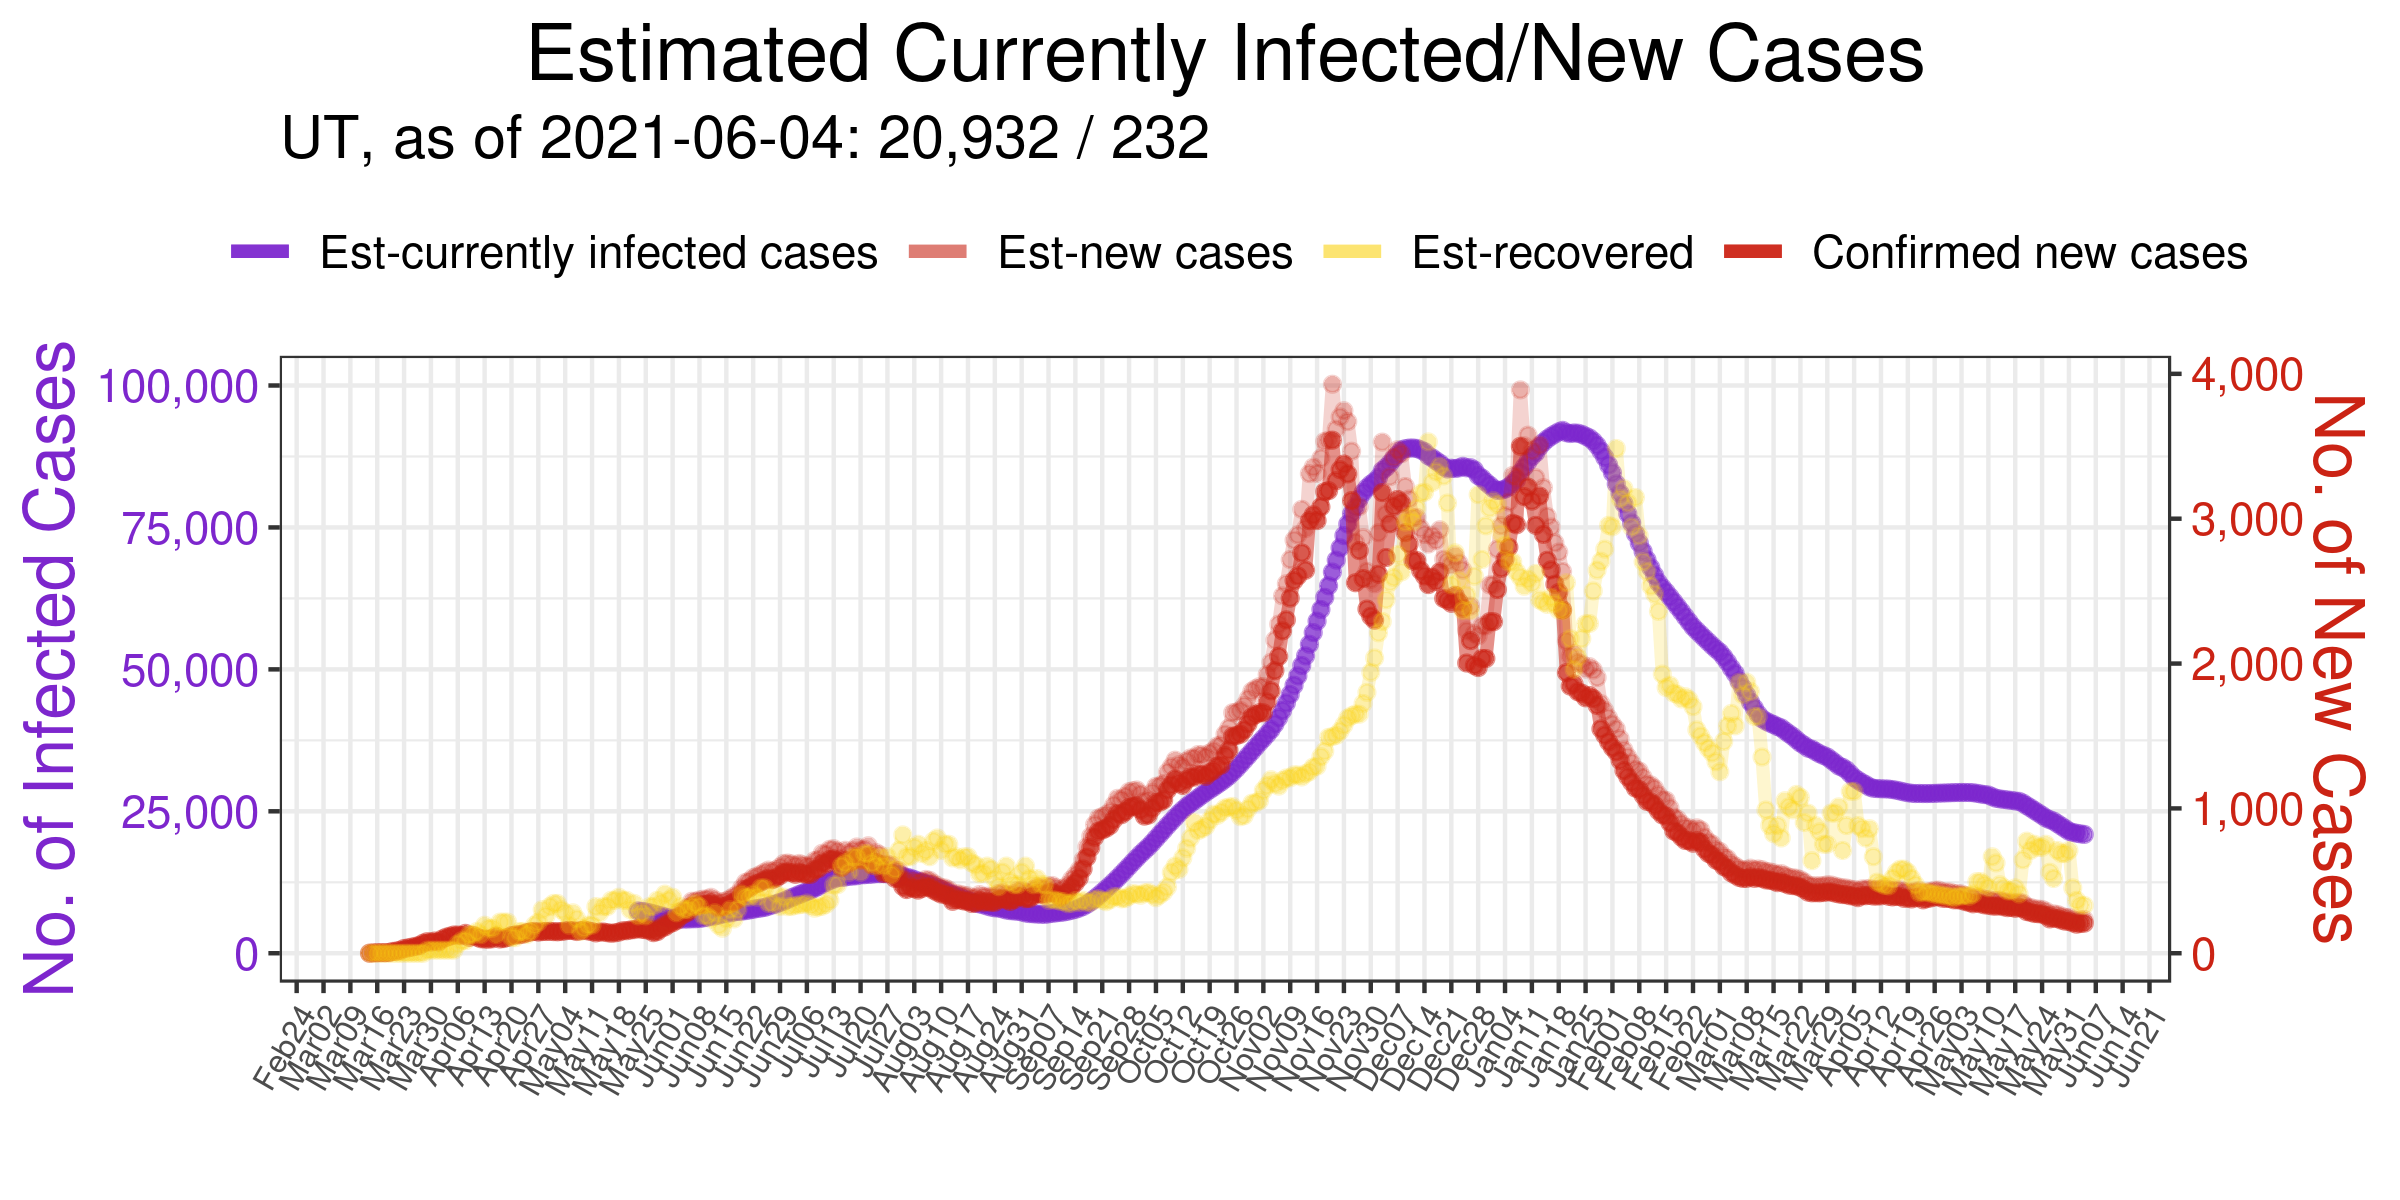 Estimated Currently Infected/New Cases
UT, as of 2021-06-04: 20,932 / 232
Est-currently infected cases Est-new cases Est-recovered Confirmed new cases
No. of Infected Cases
100,000
75,000
50,000
25,000
0
4,000
3,000
2,000
1,000
0
No. of New Cases
Feb24 Mar02 Mar09 Mar16 Mar23 Mar30 Apr06 Apr13 Apr20 Apr27 May04 May11 May18 May25 Jun01 Jun08 Jun15 Jun22 Jun29 Jul06 Jul13 Jul20 Jul27 Aug03 Aug10 Aug17 Aug24 Aug31 Sep07 Sep14 Sep21 Sep28 Oct05 Oct12 Oct19 Oct26 Nov02 Nov09 Nov16 Nov23 Nov30 Dec07 Dec14 Dec21 Dec28 Jan04 Jan11 Jan18 Jan25 Feb01 Feb08 Feb15 Feb22 Mar01 Mar08 Mar15 Mar22 Mar29 Apr05 Apr12 Apr19 Apr26 May03 May10 May17 May24 May31 Jun07 Jun14 Jun21